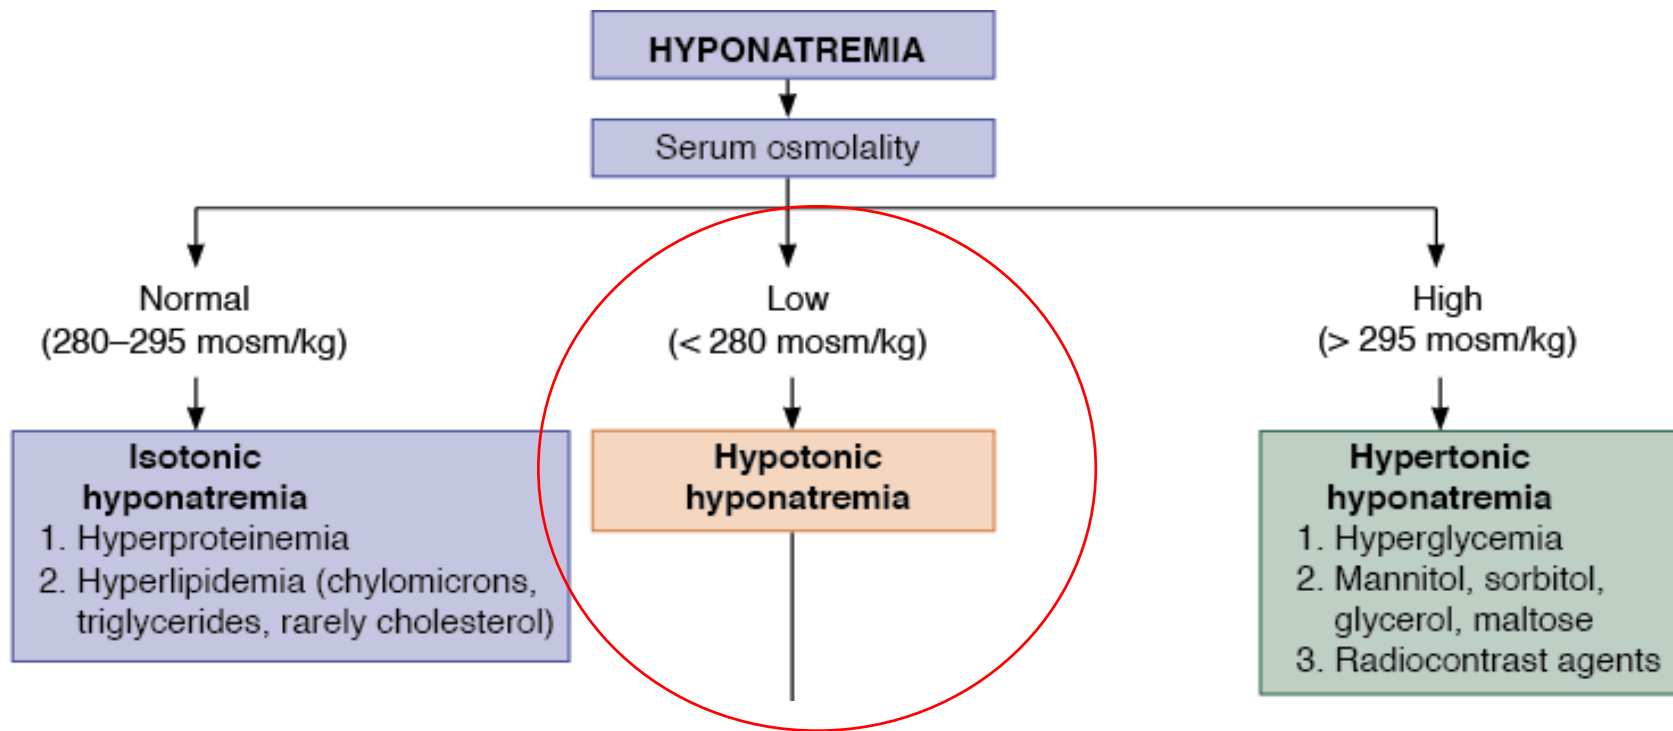 HYPONATREMIA
Serum osmolality
Normal
(280–295 mosm/kg)
Low
(< 280 mosm/kg)
High
(> 295 mosm/kg)
Isotonic
hyponatremia
1. Hyperproteinemia
2. Hyperlipidemia (chylomicrons,
triglycerides, rarely cholesterol)
Hypotonic
hyponatremia
Hypertonic
hyponatremia
1. Hyperglycemia
2. Mannitol, sorbitol,
glycerol, maltose
3. Radiocontrast agents